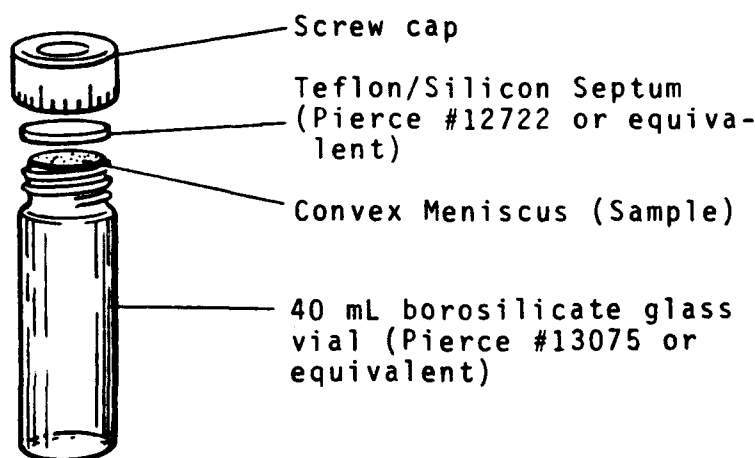 Screw cap
Teflon/Silicon Septum
(Pierce #12722 or equiva-
lent)
Convex Meniscus (Sample)
40 mL borosilicate glass
vial (Pierce #13075 or
equivalent)